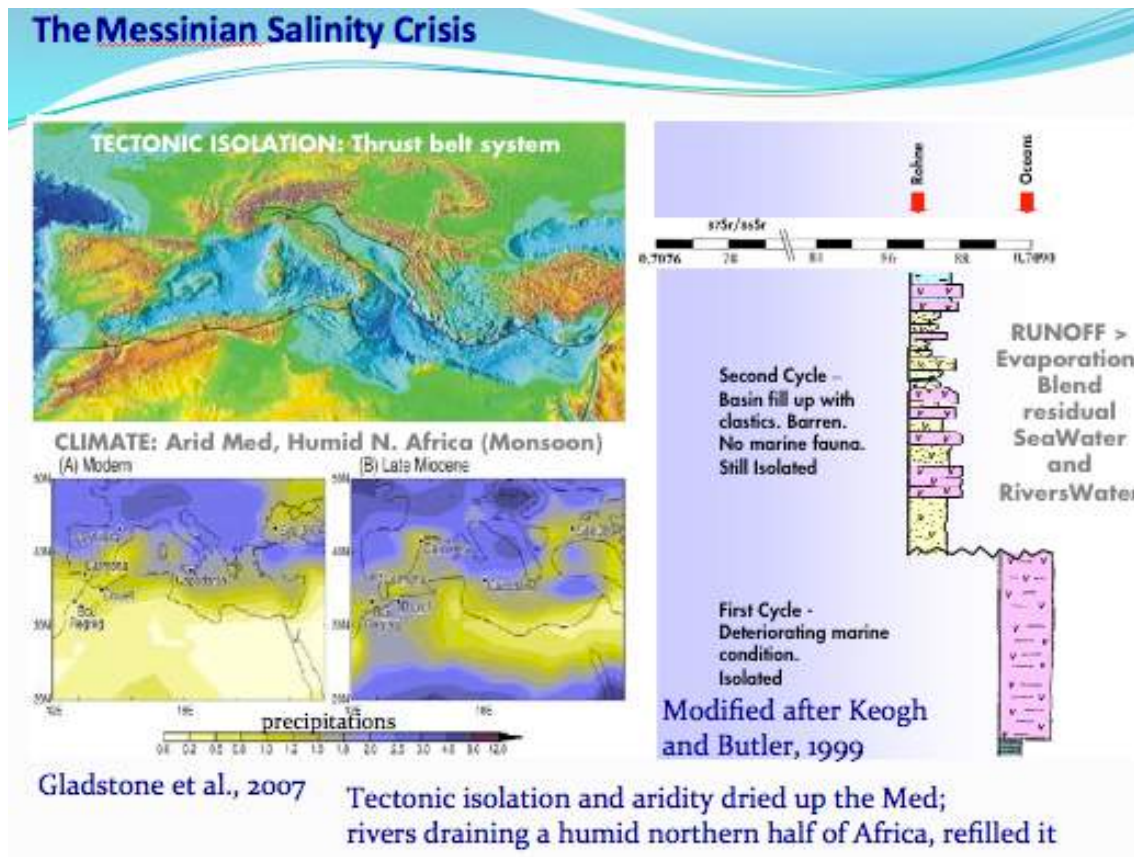 The Messinian Salinity Crisis
TECTONIC ISOLATION: Thrust belt system
CLIMATE: Arid Med, Humid N. Africa (Monsoon)
(A) Modern
(B) Late Miocene
precipitations
Gladstone et al., 2007
Rohne
Oceans
87Sr/86Sr
0.7076
0.7090
Second Cycle –
Basin fill up with
clastics. Barren.
No marine fauna.
Still Isolated
RUNOFF >
Evaporation
Blend
residual
SeaWater
and
RiversWater
First Cycle -
Deteriorating marine
condition.
Isolated
Modified after Keogh
and Butler, 1999
Tectonic isolation and aridity dried up the Med;
rivers draining a humid northern half of Africa, refilled it